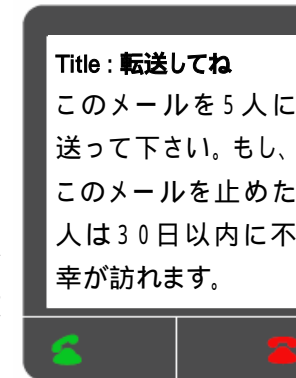 Title : 転送してね
このメールを5人に
送って下さい。もし、
このメールを止めた
人は30日以内に不
幸が訪れます。